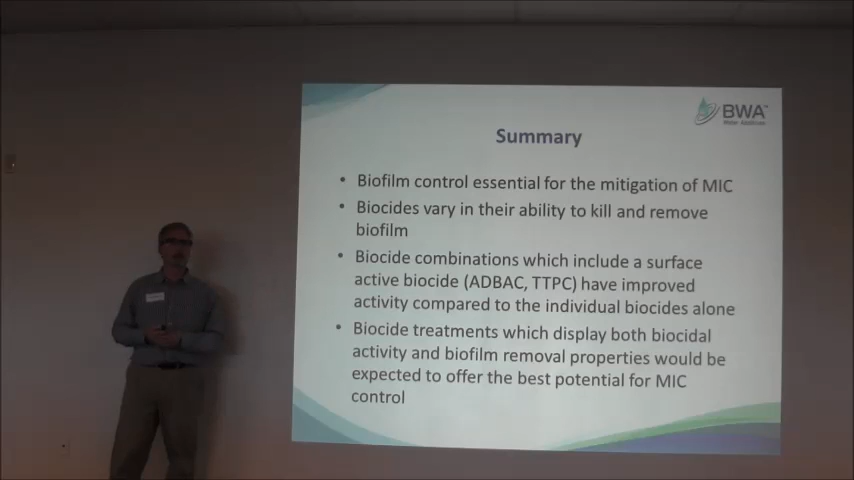 BWA™
Water Additives
Summary
• Biofilm control essential for the mitigation of MIC
• Biocides vary in their ability to kill and remove
biofilm
• Biocide combinations which include a surface
active biocide (ADBAC, TTPC) have improved
activity compared to the individual biocides alone
• Biocide treatments which display both biocidal
activity and biofilm removal properties would be
expected to offer the best potential for MIC
control